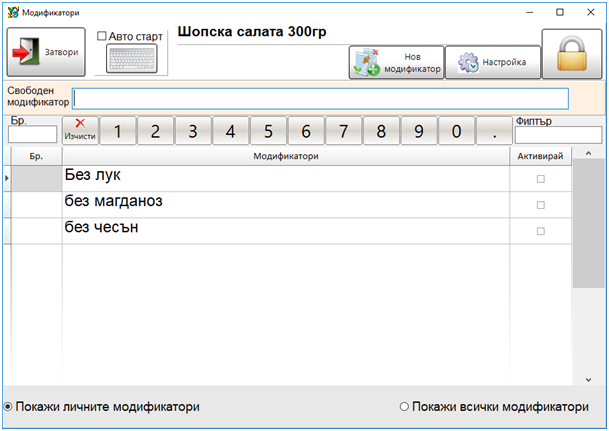 Модификатори
Затвори
Авто старт
Шопска салата 300гр
Нов
модификатор
Настройка
Свободен
модификатор
Бр.
Изчисти
1 2 3 4 5 6 7 8 9 0 .
Фиптър
Бр. Модификатори Активирай
Без лук
без магданоз
без чесън
Покажи личните модификатори
Покажи всички модификатори